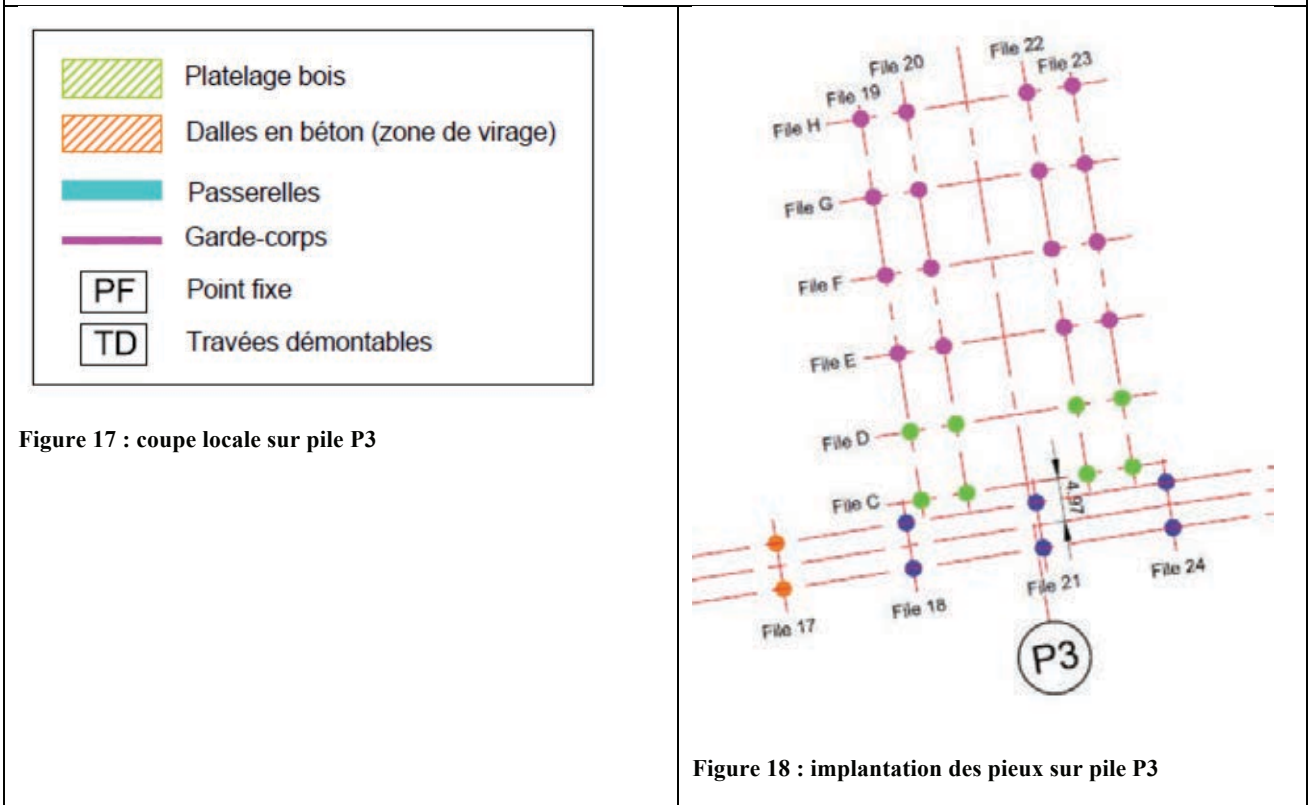 Platelage bois
Dalles en béton (zone de virage)
Passerelles
Garde-corps
PF Point fixe
TD Travées démontables
Figure 17 : coupe locale sur pile P3
File 22
File 20
File 23
File 19
File H
File G
File F
File E
File D
File C
4.97
File 24
File 21
File 18
File 17
P3
Figure 18 : implantation des pieux sur pile P3